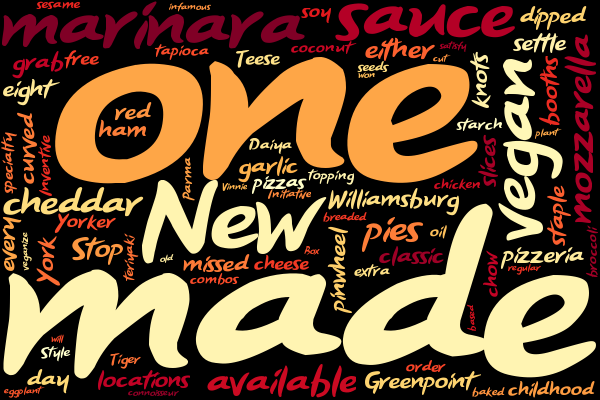 sesame
infamous
marinara
soy
sauce
dipped
grab
free
tapioca
Teese
coconut
either
satisfy
cut
settle
eight
one
seeds
won
knots
booths
mozzarella
red
ham
vegan
plant
specialty
curved
inventive
Daiya
garlic
starch
slices
parma
Vinnie
pizzas
topping
Initiative
chicken
staple
cheddar
New
Williamsburg
breaded
every
veganize
York
Yorker
Stop
teriyaki
old
missed
cheese
Box
combos
pinwheel
pies
oil
classic
extra
chow
pizzeria
regular
broccoli
made
based
will
Style
Tiger
day
eggplant
locations
connoisseur
available
order
Greenpoint
baked
childhood